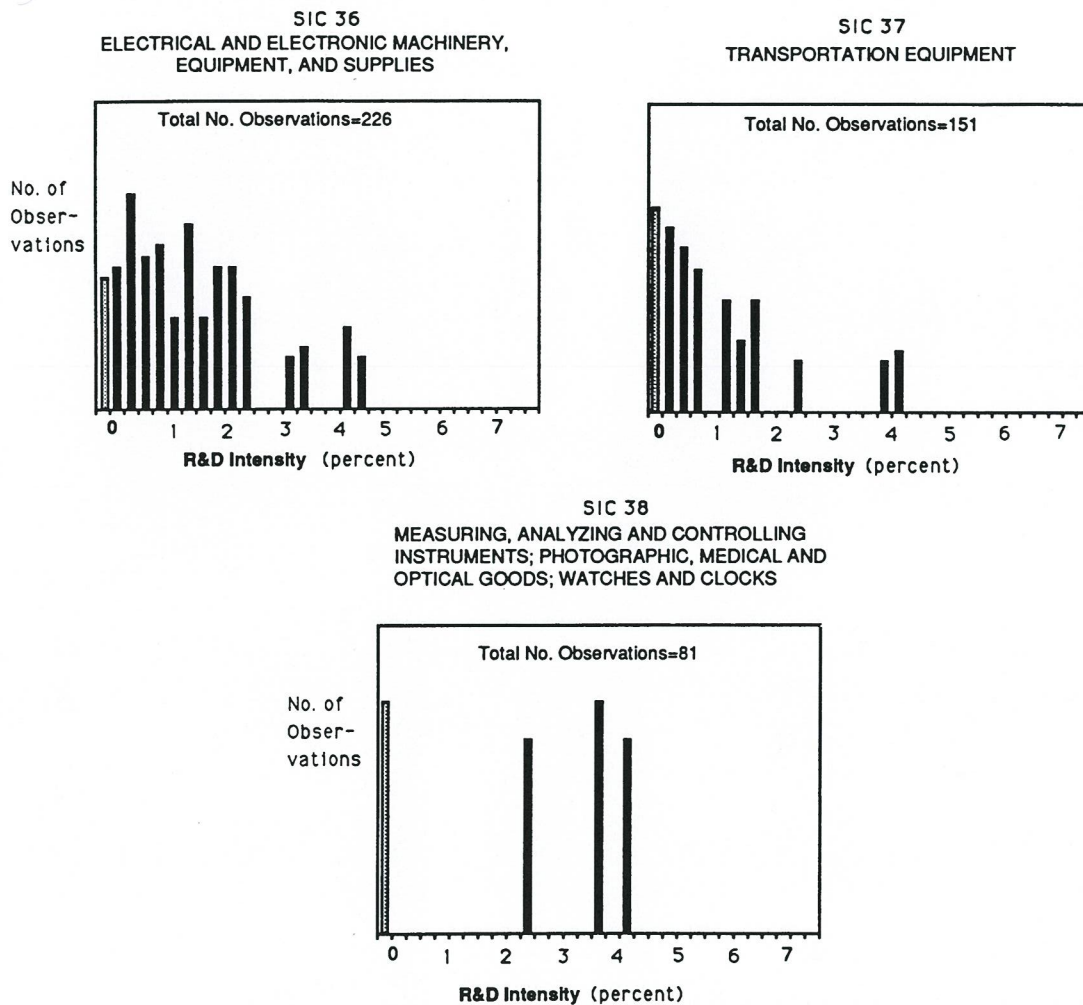 SIC 36
ELECTRICAL AND ELECTRONIC MACHINERY,
EQUIPMENT, AND SUPPLIES
Total No. Observations=226
No. of
Obser-
vations
0 1 2 3 4 5 6 7
R&D Intensity (percent)
SIC 37
TRANSPORTATION EQUIPMENT
Total No. Observations=151
0 1 2 3 4 5 6 7
R&D Intensity (percent)
SIC 38
MEASURING, ANALYZING AND CONTROLLING
INSTRUMENTS; PHOTOGRAPHIC, MEDICAL AND
OPTICAL GOODS; WATCHES AND CLOCKS
Total No. Observations=81
No. of
Obser-
vations
0 1 2 3 4 5 6 7
R&D Intensity (percent)